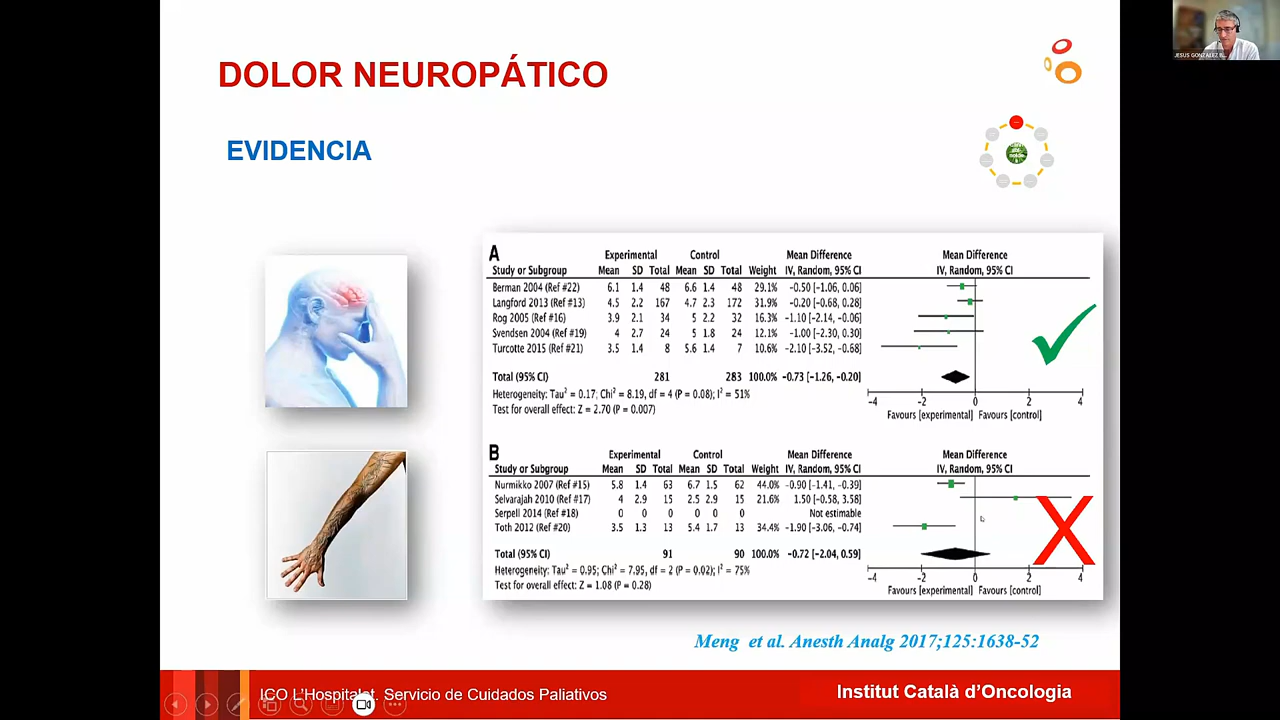 JESUS GONZALEZ B...
DOLOR NEUROPÁTICO
EVIDENCIA
A
Experimental Control Mean Difference Mean Difference
Study or Subgroup Mean SD Total Mean SD Total Weight IV, Random, 95% CI IV, Random, 95% CI
Berman 2004 (Ref #22) 6.1 1.4 48 6.6 1.4 48 29.1% −0.50 [−1.06, 0.06]
Langford 2013 (Ref #13) 4.5 2.2 167 4.7 2.3 172 31.9% −0.20 [−0.68, 0.28]
Rog 2005 (Ref #16) 3.9 2.1 34 5 2.2 32 16.3% −1.10 [−2.14, −0.06]
Svendsen 2004 (Ref #19) 4 2.7 24 5 1.8 24 12.1% −1.00 [−2.30, 0.30]
Turcotte 2015 (Ref #21) 3.5 1.4 8 5.6 1.4 7 10.6% −2.10 [−3.52, −0.68]
Total (95% CI) 281 283 100.0% −0.73 [−1.26, −0.20]
Heterogeneity: Tau² = 0.17; Chi² = 8.19, df = 4 (P = 0.08); I² = 51%
Test for overall effect: Z = 2.70 (P = 0.007)
−4 −2 0 2 4
Favours [experimental] Favours [control]
B
Experimental Control Mean Difference Mean Difference
Study or Subgroup Mean SD Total Mean SD Total Weight IV, Random, 95% CI IV, Random, 95% CI
Nurmikko 2007 (Ref #15) 5.8 1.4 63 6.7 1.5 62 44.0% −0.90 [−1.41, −0.39]
Selvarajah 2010 (Ref #17) 4 2.9 15 2.5 2.9 15 21.6% 1.50 [−0.58, 3.58]
Serpell 2014 (Ref #18) 0 0 0 0 0 0 Not estimable
Toth 2012 (Ref #20) 3.5 1.3 13 5.4 1.7 13 34.4% −1.90 [−3.06, −0.74]
Total (95% CI) 91 90 100.0% −0.72 [−2.04, 0.59]
Heterogeneity: Tau² = 0.95; Chi² = 7.95, df = 2 (P = 0.02); I² = 75%
Test for overall effect: Z = 1.08 (P = 0.28)
−4 −2 0 2 4
Favours [experimental] Favours [control]
X
Meng et al. Anesth Analg 2017;125:1638-52
ICO L'Hospitalet. Servicio de Cuidados Paliativos
Institut Català d'Oncologia